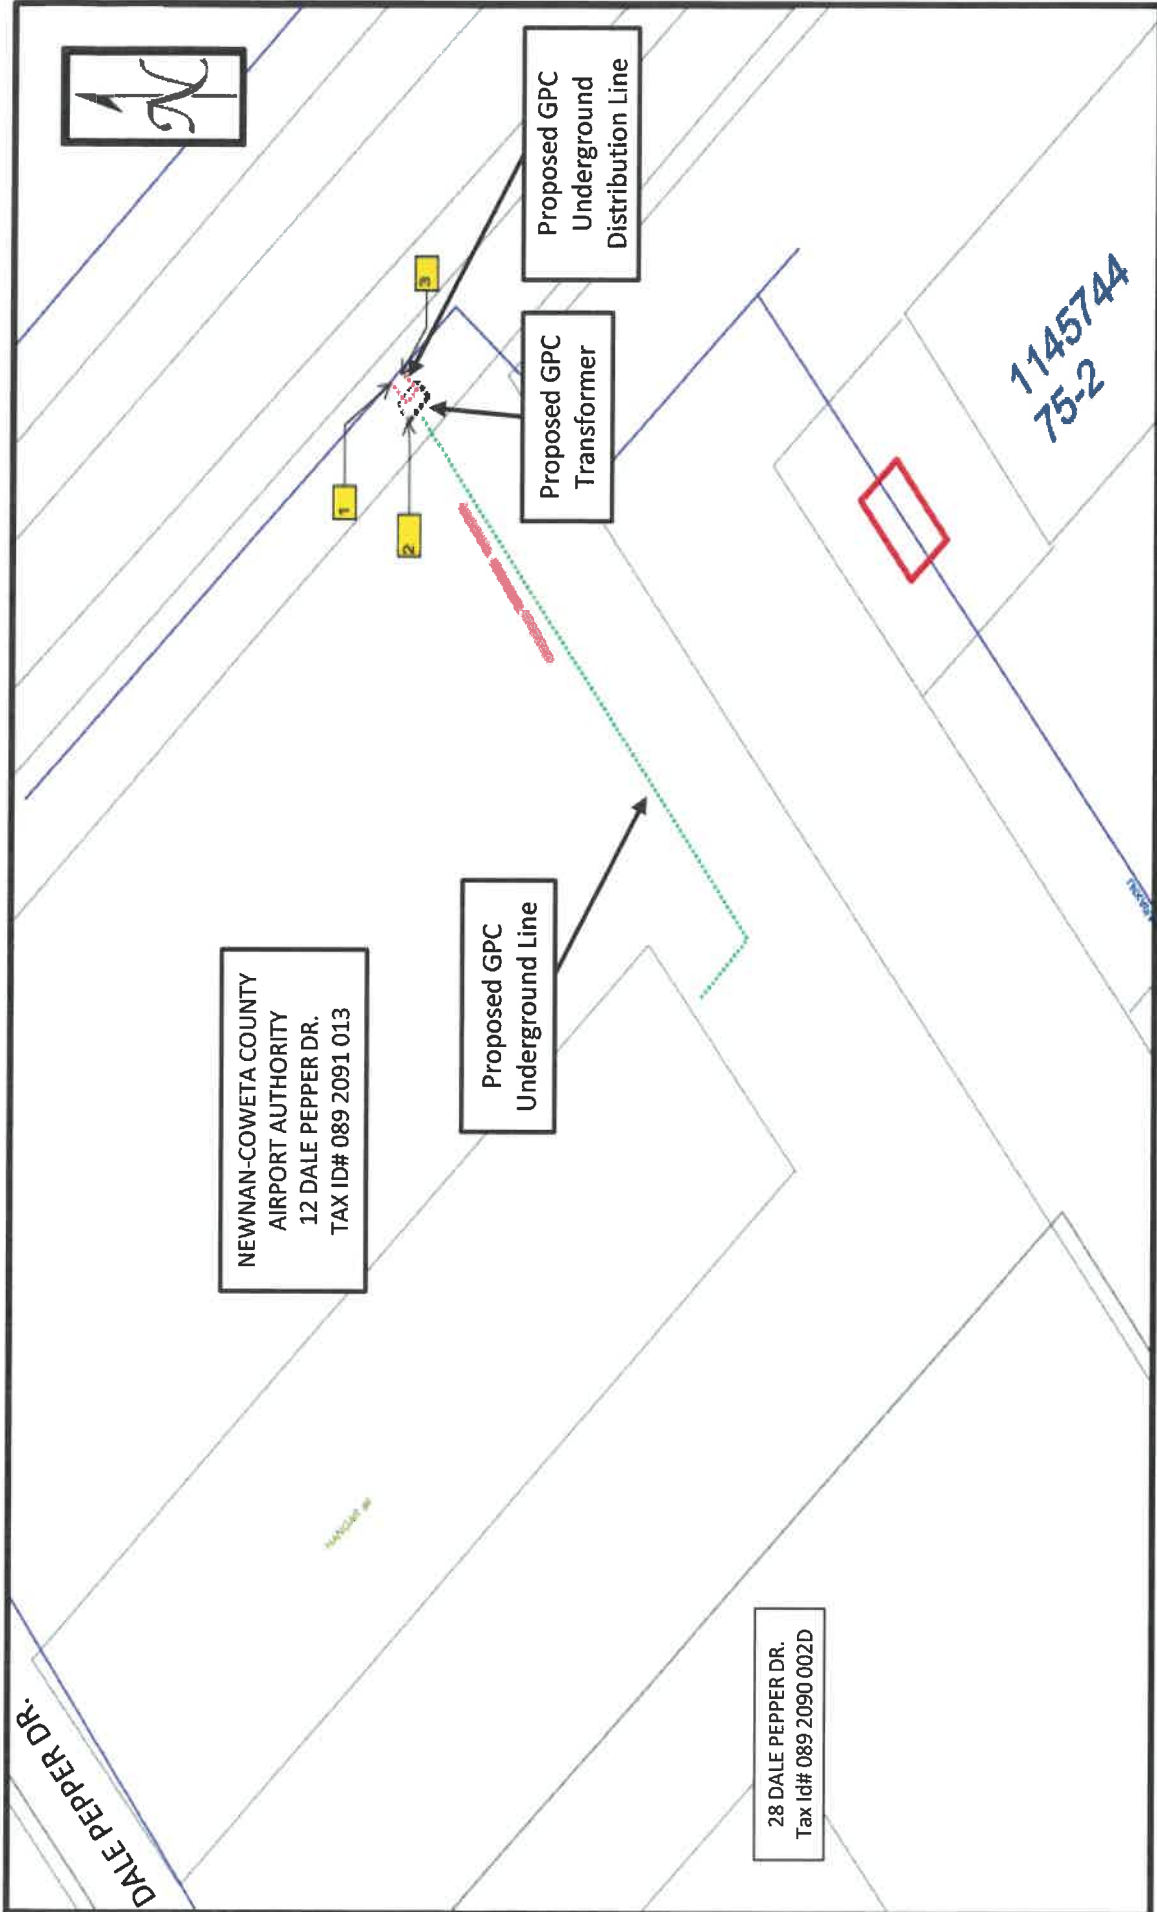 DALE PEPPER DR.
N
NEWNAN-COWETA COUNTY
AIRPORT AUTHORITY
12 DALE PEPPER DR.
TAX ID# 089 2091 013
HANGAR
1
2
3
Proposed GPC
Underground Line
Proposed GPC
Transformer
Proposed GPC
Underground
Distribution Line
28 DALE PEPPER DR.
Tax Id# 089 2090 002D
1145744
75-2